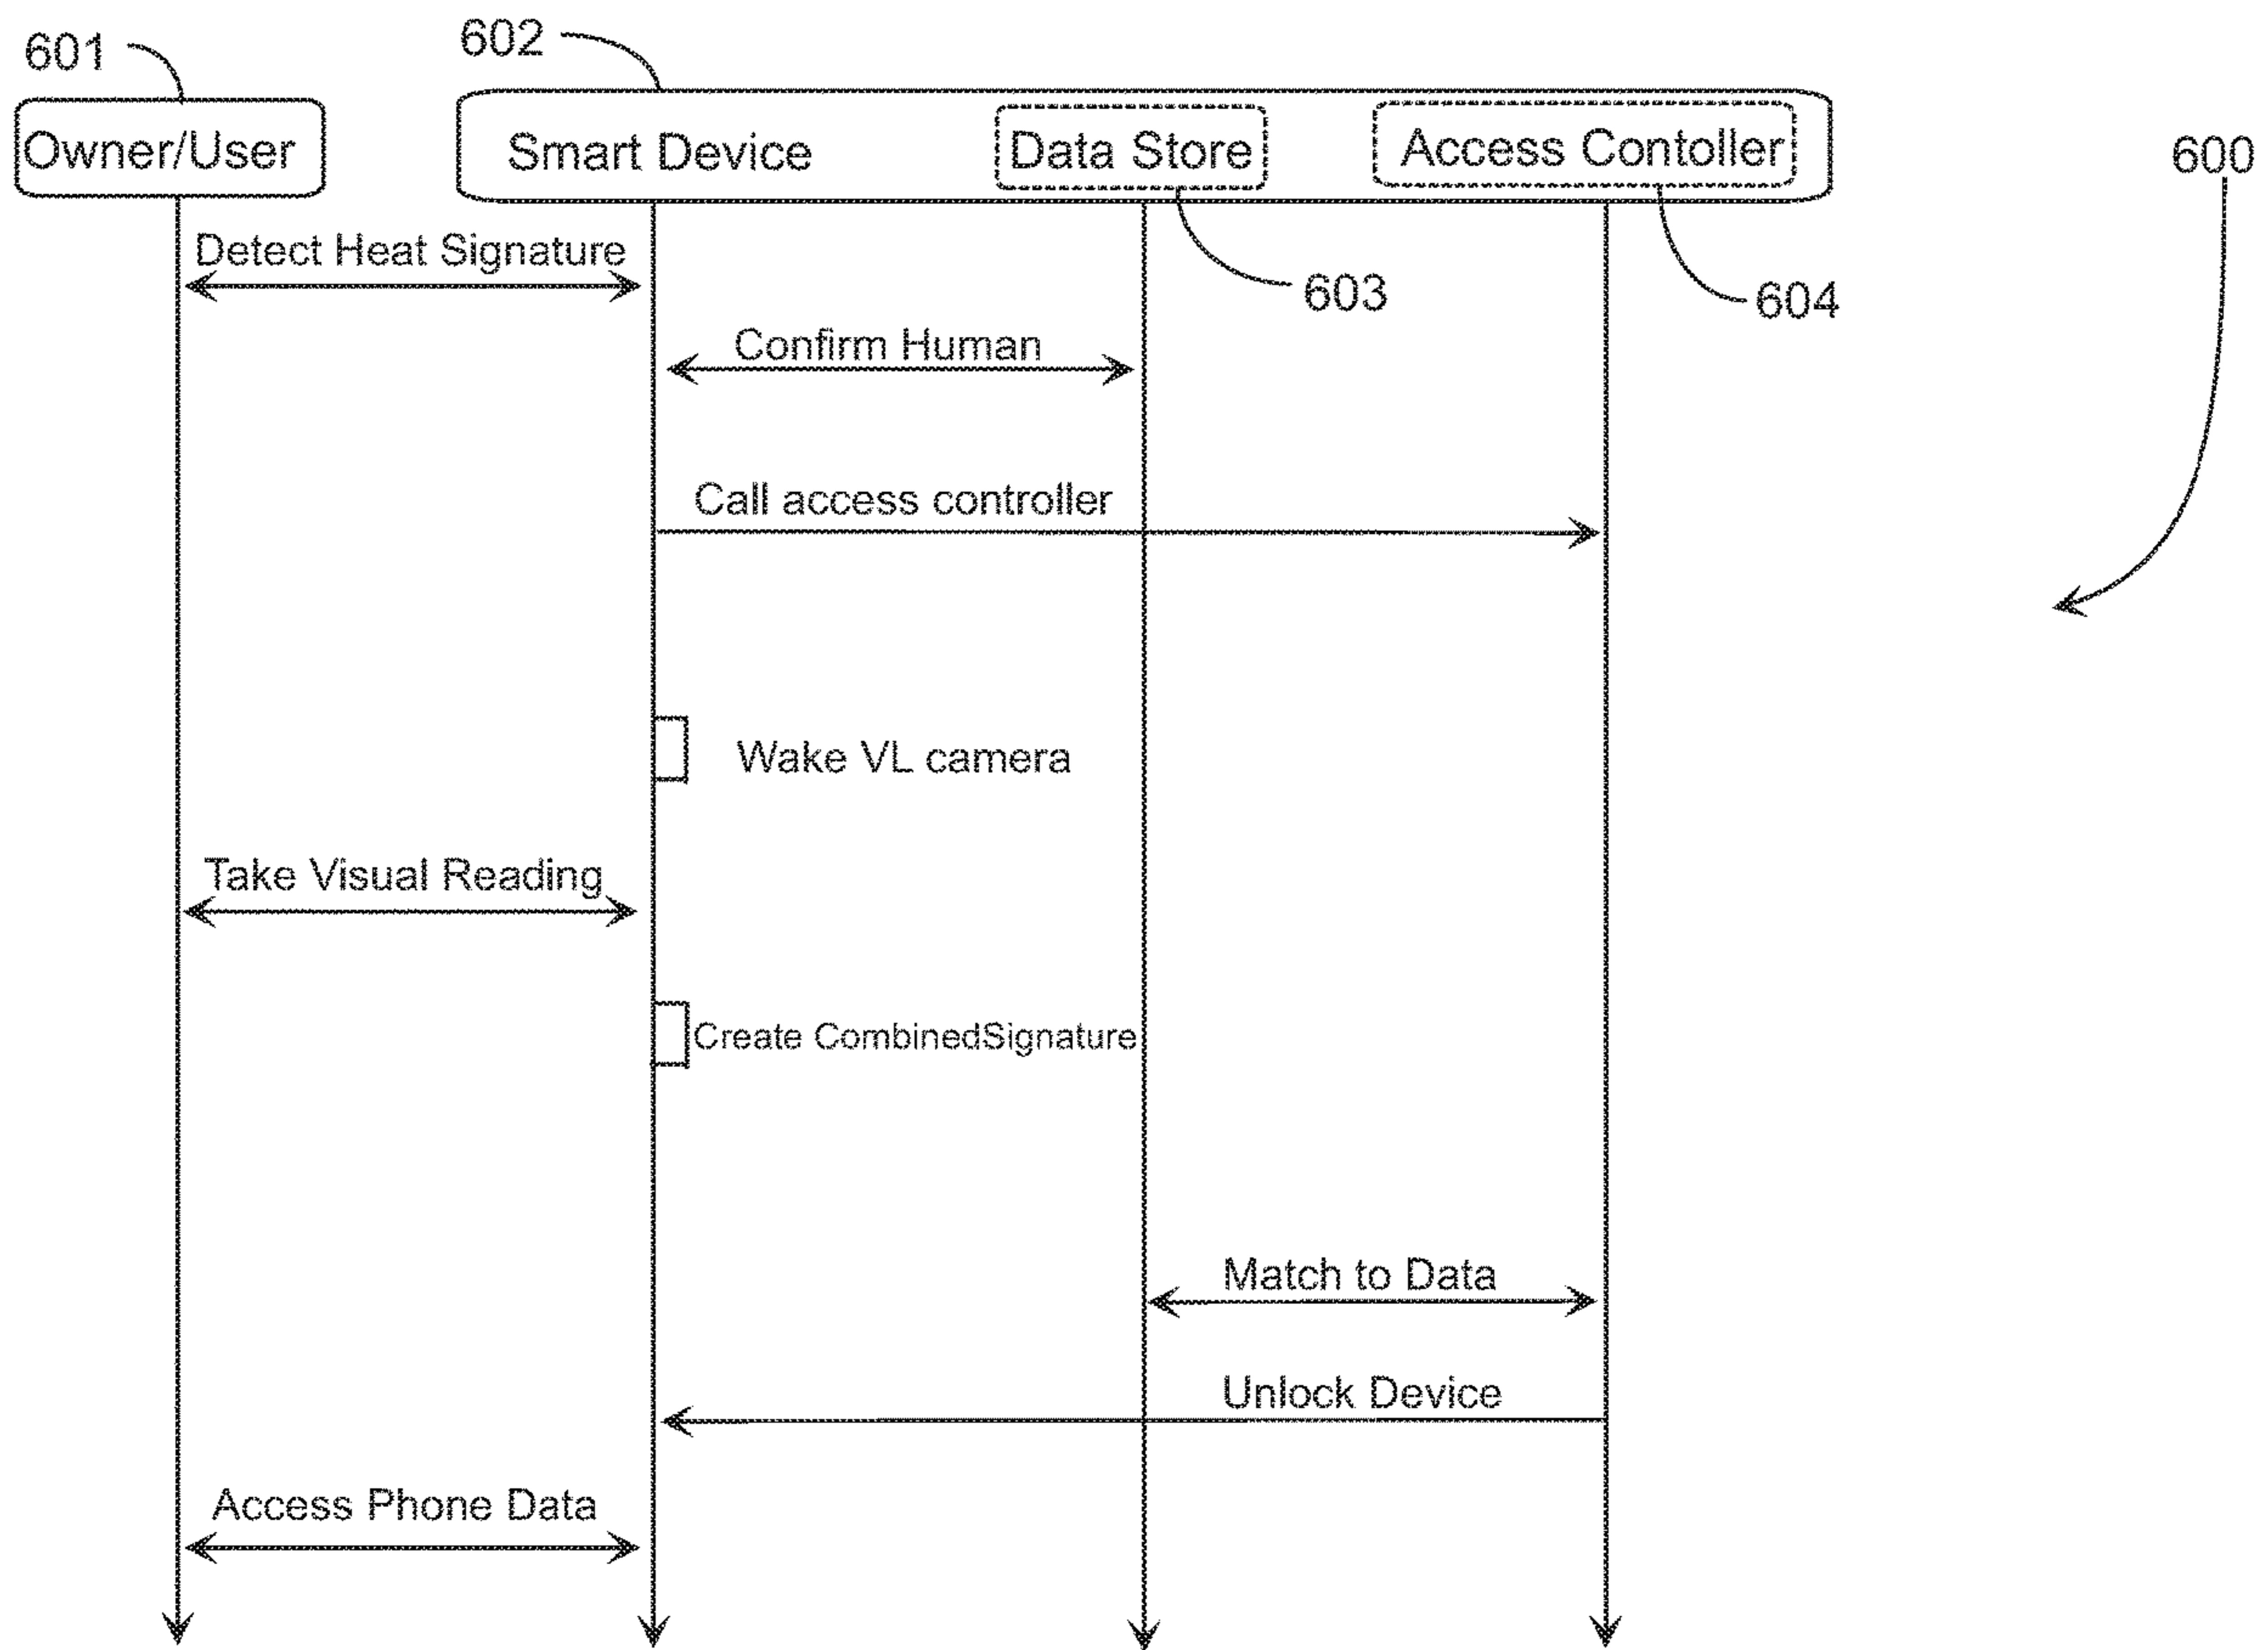 601
602
Owner/User
Smart Device
Data Store
Access Contoller
600
Detect Heat Signature
603
604
Confirm Human
Call access controller
Wake VL camera
Take Visual Reading
Create CombinedSignature
Match to Data
Unlock Device
Access Phone Data